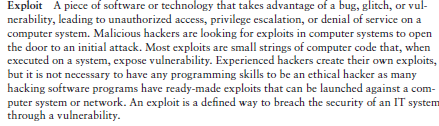 Exploit A piece of software or technology that takes advantage of a bug, glitch, or vul-
nerability, leading to unauthorized access, privilege escalation, or denial of service on a
computer system. Malicious hackers are looking for exploits in computer systems to open
the door to an initial attack. Most exploits are small strings of computer code that, when
executed on a system, expose vulnerability. Experienced hackers create their own exploits,
but it is not necessary to have any programming skills to be an ethical hacker as many
hacking software programs have ready-made exploits that can be launched against a com-
puter system or network. An exploit is a defined way to breach the security of an IT system
through a vulnerability.